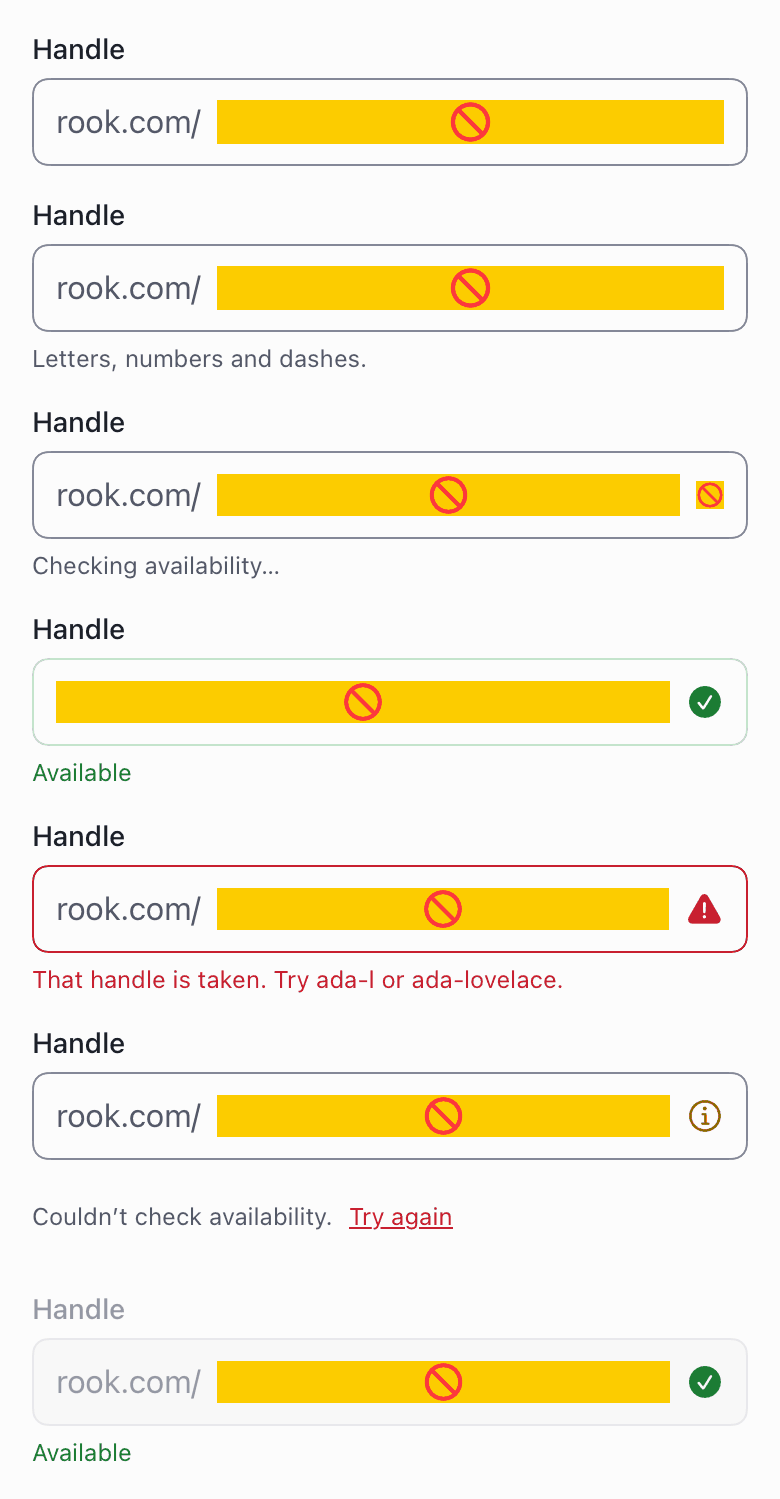 Handle
rook.com/
Handle
rook.com/
Letters, numbers and dashes.
Handle
rook.com/
Checking availability…
Handle
Available
Handle
rook.com/
That handle is taken. Try ada-l or ada-lovelace.
Handle
rook.com/
Couldn’t check availability. Try again
Handle
rook.com/
Available